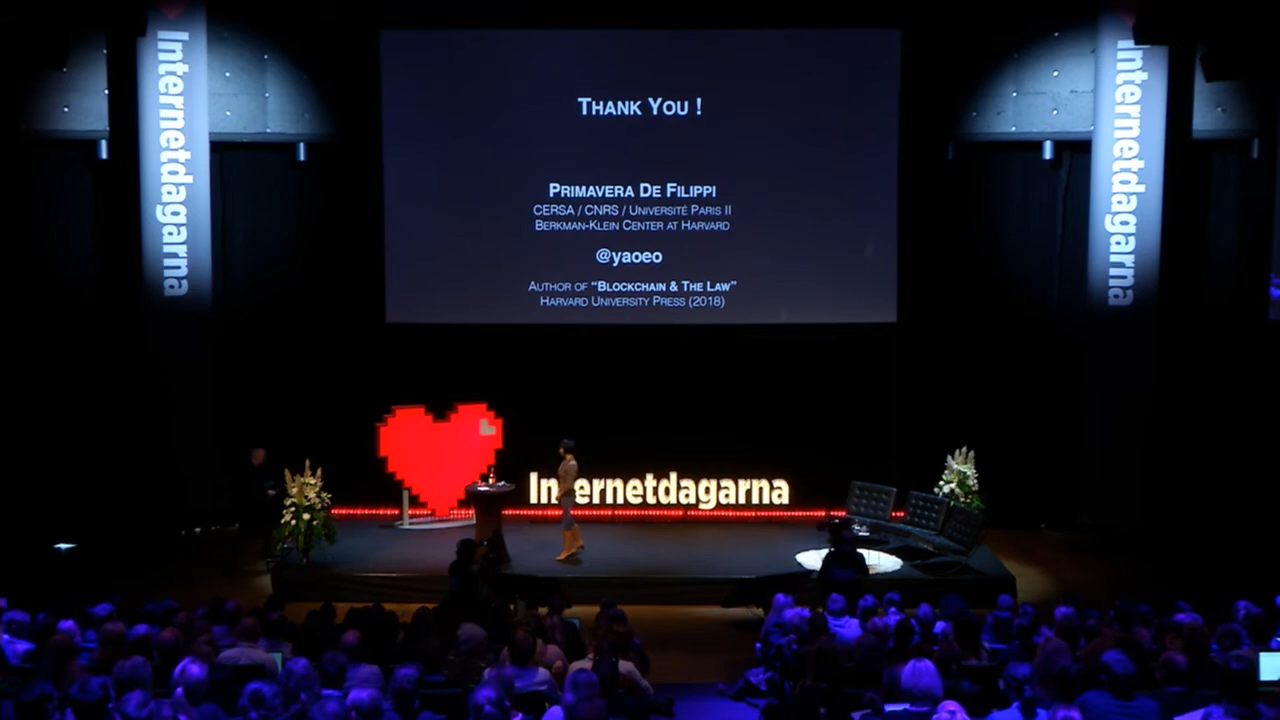 Internetdagarna
THANK YOU !
PRIMAVERA DE FILIPPI
CERSA / CNRS / UNIVERSITÉ PARIS II
BERKMAN-KLEIN CENTER AT HARVARD
@yaoeo
AUTHOR OF “BLOCKCHAIN & THE LAW”
HARVARD UNIVERSITY PRESS (2018)
Internetdagarna
Internetdagarna